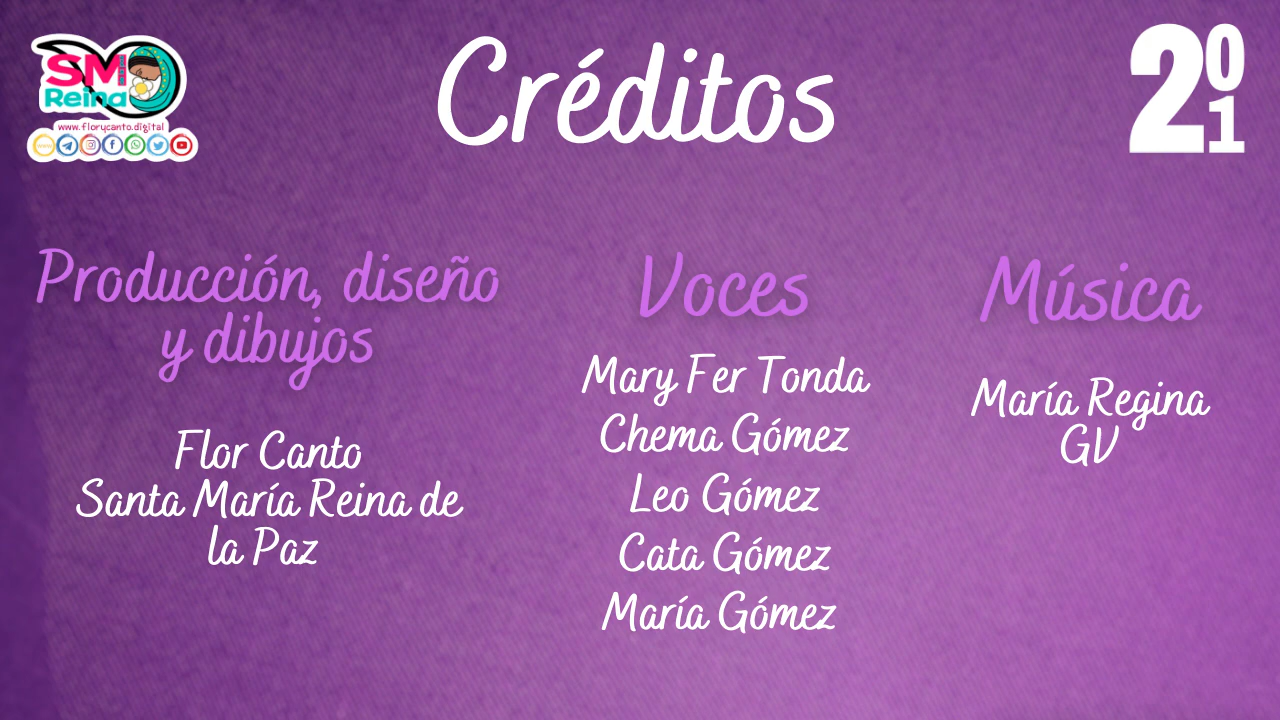 SM
Reina
www.florycanto.digital
Créditos
2
0
1
Producción, diseño
y dibujos
Flor Canto
Santa María Reina de
la Paz
Voces
Mary Fer Tonda
Chema Gómez
Leo Gómez
Cata Gómez
María Gómez
Música
María Regina
GV